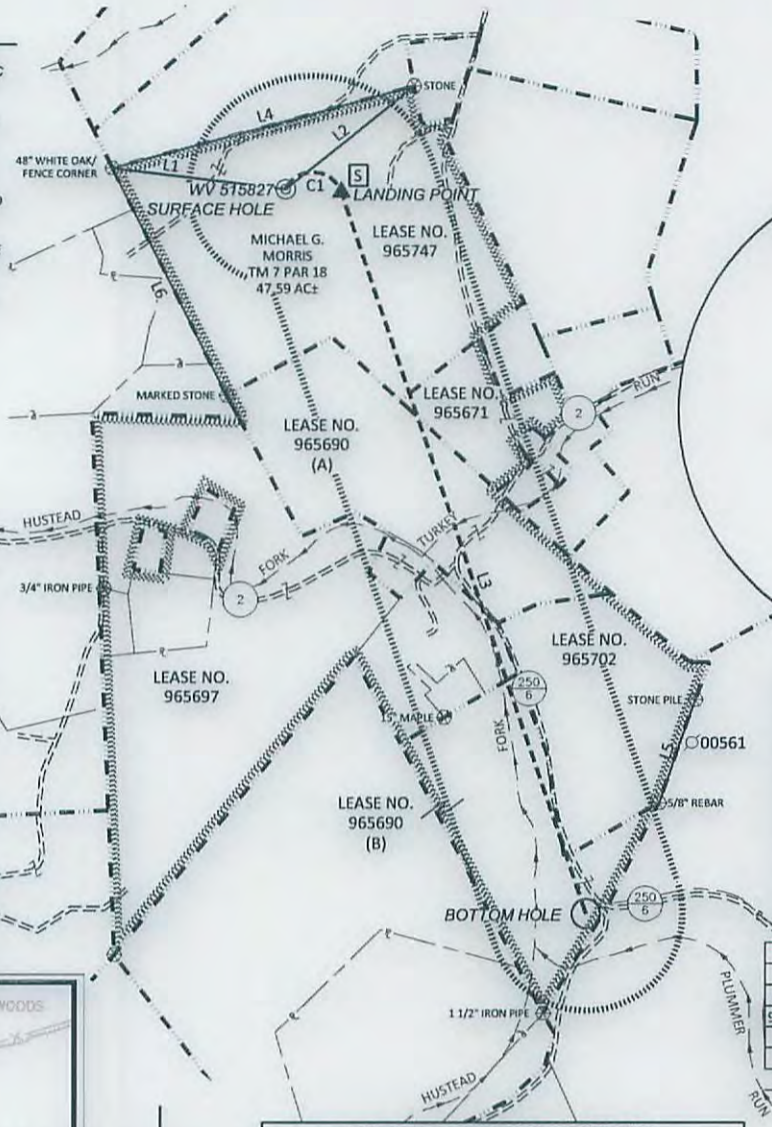 STONE
L4
L2
48" WHITE OAK/
FENCE CORNER
L1
S
WV 515827
C1
LANDING POINT
SURFACE HOLE
LEASE NO.
965747
MICHAEL G.
MORRIS
TM 7 PAR 18
47.59 AC±
L6
MARKED STONE
LEASE NO.
965671
2
RUN
LEASE NO.
965690
(A)
HUSTEAD
FORK
TURKEY
L3
3/4" IRON PIPE
2
LEASE NO.
965697
LEASE NO.
965702
250
6
STONE PILE
15" MAPLE
FORK
00561
L5
LEASE NO.
965690
(B)
5/8" REBAR
BOTTOM HOLE
250
6
1 1/2" IRON PIPE
PLUMMER
RUN
HUSTEAD
WOODS